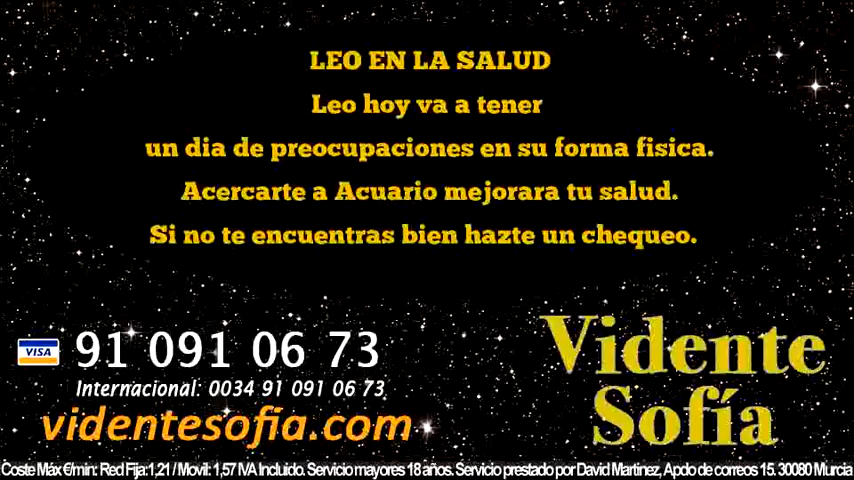 LEO EN LA SALUD
Leo hoy va a tener
un dia de preocupaciones en su forma fisica.
Acercarte a Acuario mejorara tu salud.
Si no te encuentras bien hazte un chequeo.
VISA
91 091 06 73
Internacional: 0034 91 091 06 73
videntesofia.com
Vidente
Sofía
Coste Máx €/min: Red Fija:1,21 / Movil: 1,57 IVA Incluido. Servicio mayores 18 años. Servicio prestado por David Martinez, Apdo de correos 15. 30080 Murcia